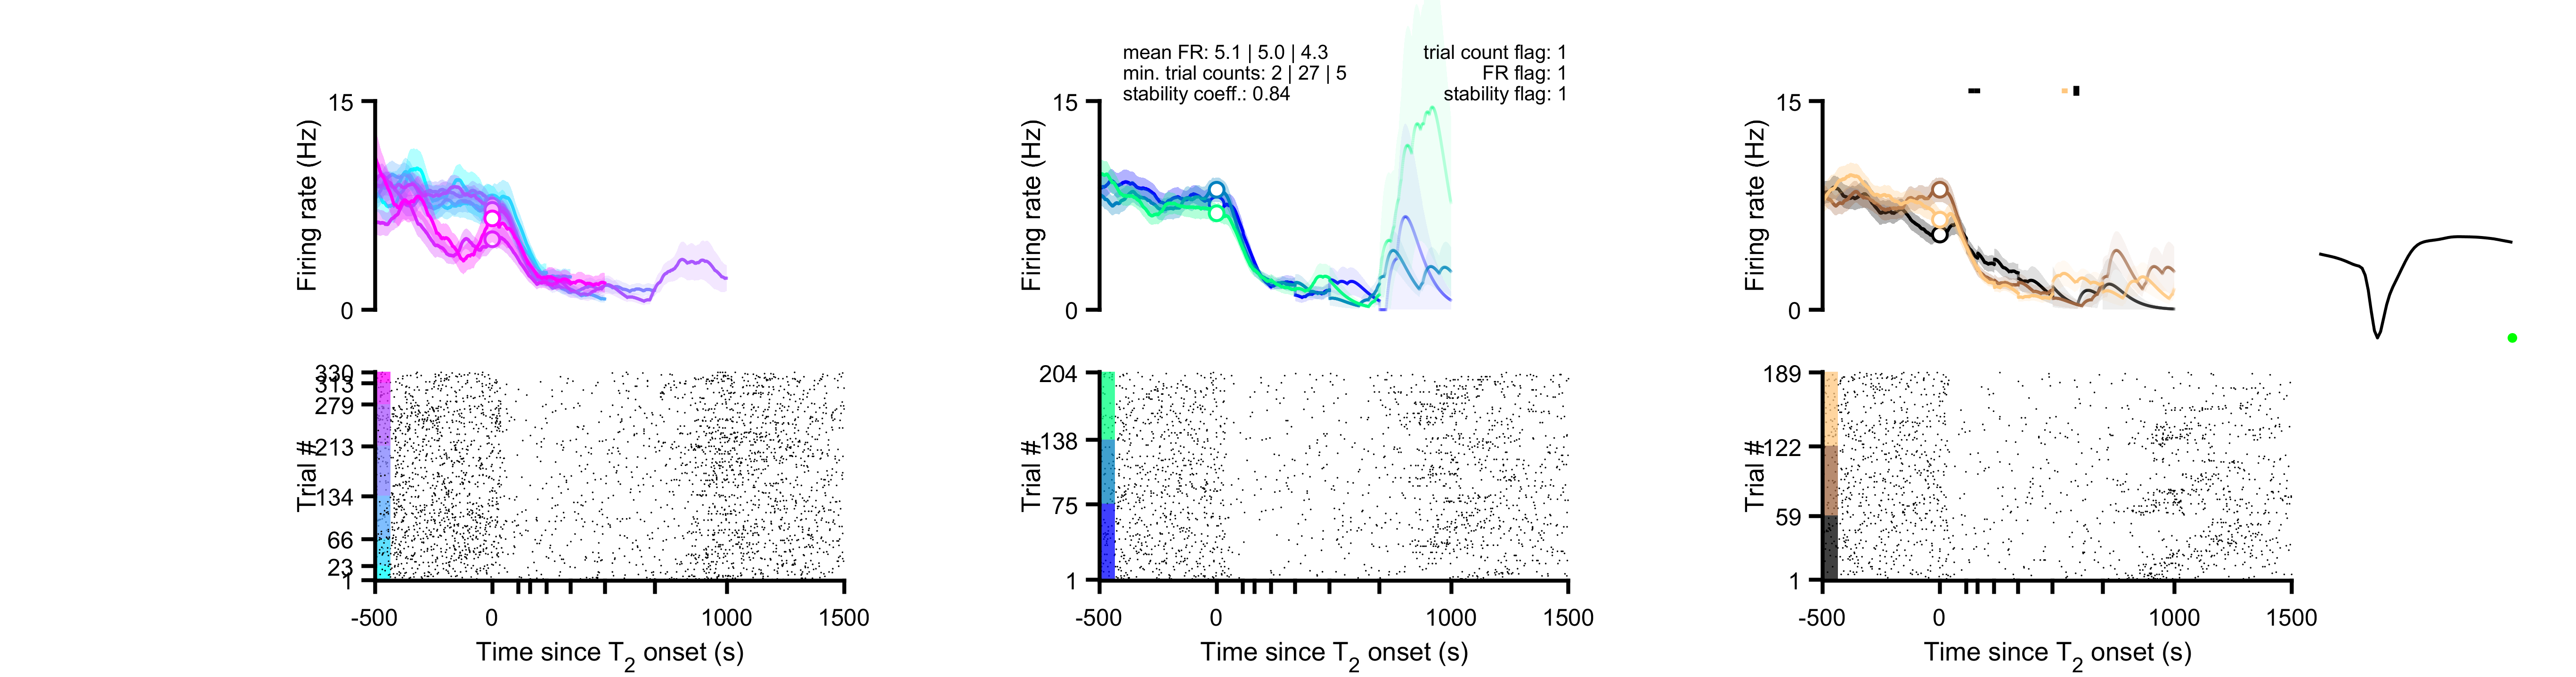 mean FR: 5.1 | 5.0 | 4.3
min. trial counts: 2 | 27 | 5
stability coeff.: 0.84
trial count flag: 1
FR flag: 1
stability flag: 1
15
Firing rate (Hz)
0
15
Firing rate (Hz)
0
15
Firing rate (Hz)
0
330
313
279
213
134
66
23
1
Trial #
-500 0 1000 1500
Time since T2 onset (s)
204
138
75
1
Trial #
-500 0 1000 1500
Time since T2 onset (s)
189
122
59
1
Trial #
-500 0 1000 1500
Time since T2 onset (s)